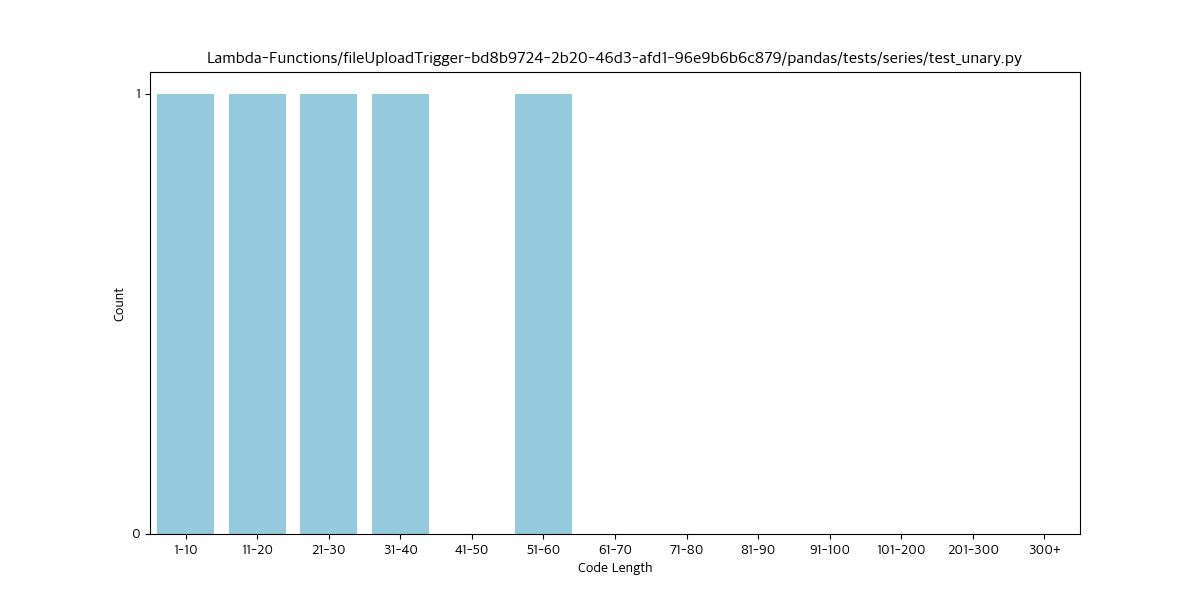 Lambda-Functions/fileUploadTrigger-bd8b9724-2b20-46d3-afd1-96e9b6b6c879/pandas/tests/series/test_unary.py
1
Count
0
1-10 11-20 21-30 31-40 41-50 51-60 61-70 71-80 81-90 91-100 101-200 201-300 300+
Code Length